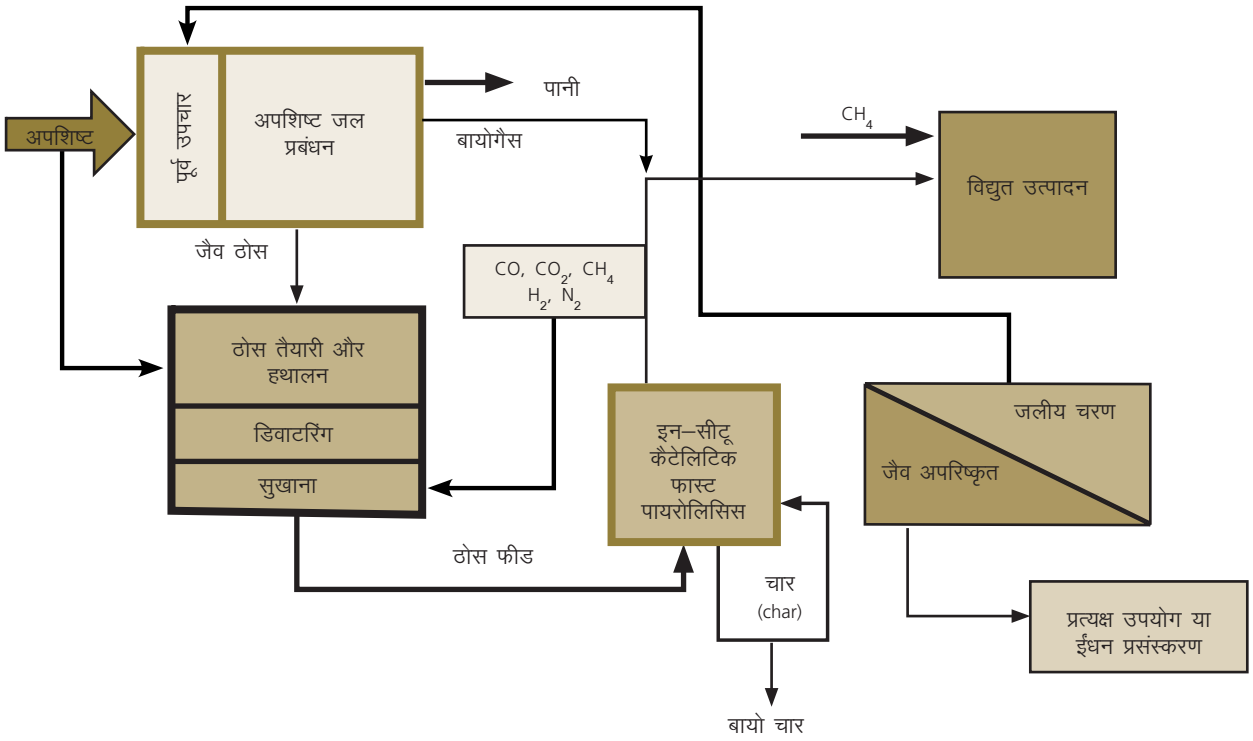 अपशिष्ट
पूर्व उपचार
अपशिष्ट जल
प्रबंधन
पानी
बायोगैस
CH4
विद्युत उत्पादन
जैव ठोस
CO, CO2, CH4
H2, N2
ठोस तैयारी और
हथालन
डिवाटरिंग
सुखाना
इन–सीटू
कैटेलिटिक
फास्ट
पायरोलिसिस
जलीय चरण
जैव अपरिष्कृत
ठोस फीड
चार
(char)
प्रत्यक्ष उपयोग या
ईंधन प्रसंस्करण
बायो चार